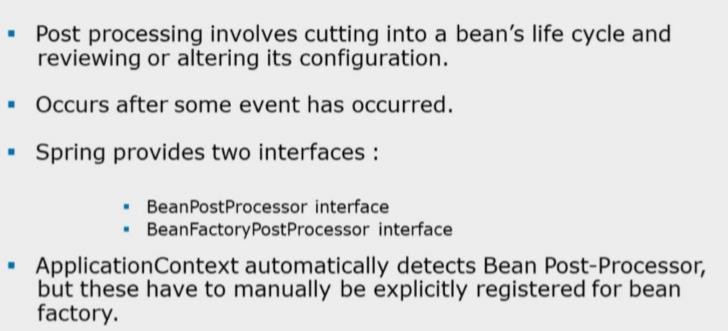 ▪ Post processing involves cutting into a bean's life cycle and
reviewing or altering its configuration.
▪ Occurs after some event has occurred.
▪ Spring provides two interfaces :
▪ BeanPostProcessor interface
▪ BeanFactoryPostProcessor interface
▪ ApplicationContext automatically detects Bean Post-Processor,
but these have to manually be explicitly registered for bean
factory.